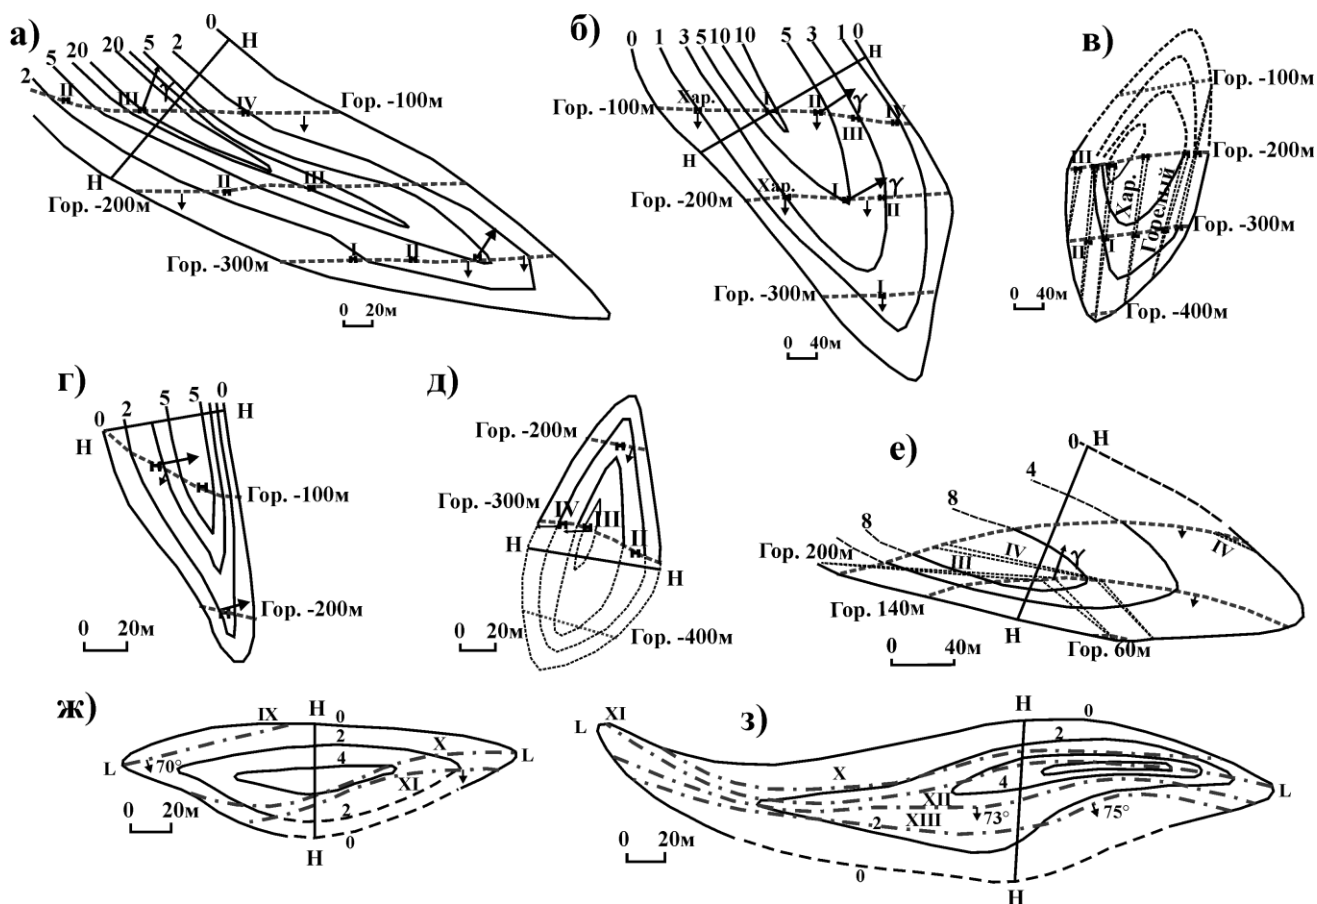 а)
2 5 20 20 5 2 0
Н
II III γ IV
Гор. -100м
Н
II III
Гор. -200м
I II
Гор. -300м
0 20м
б)
0 1 3 5 10 10 5 3 1 0
Н
Гор. -100м
Хар. I II γ III IV
Н
Гор. -200м
Хар. I γ II
Гор. -300м
I
0 40м
в)
Гор. -100м
III
Гор. -200м
Хар.
Горелый
II I
Гор. -300м
0 40м
Гор. -400м
г)
0 2 5 5 0
Н
Н
Гор. -100м
Гор. -200м
0 20м
д)
Гор. -200м
Гор. -300м
IV III II
Н
Н
Гор. -400м
0 20м
е)
0 Н
4
8
8
Гор. 200м
III IV γ IV
Гор. 140м
Н
Гор. 60м
0 40м
ж)
IX Н 0
2
4 X
L 70° L
XI
2
0
Н
0 20м
з)
L XI
Н 0
2
X
4
XII
L
2 XIII 73° 75°
0
Н
0 20м